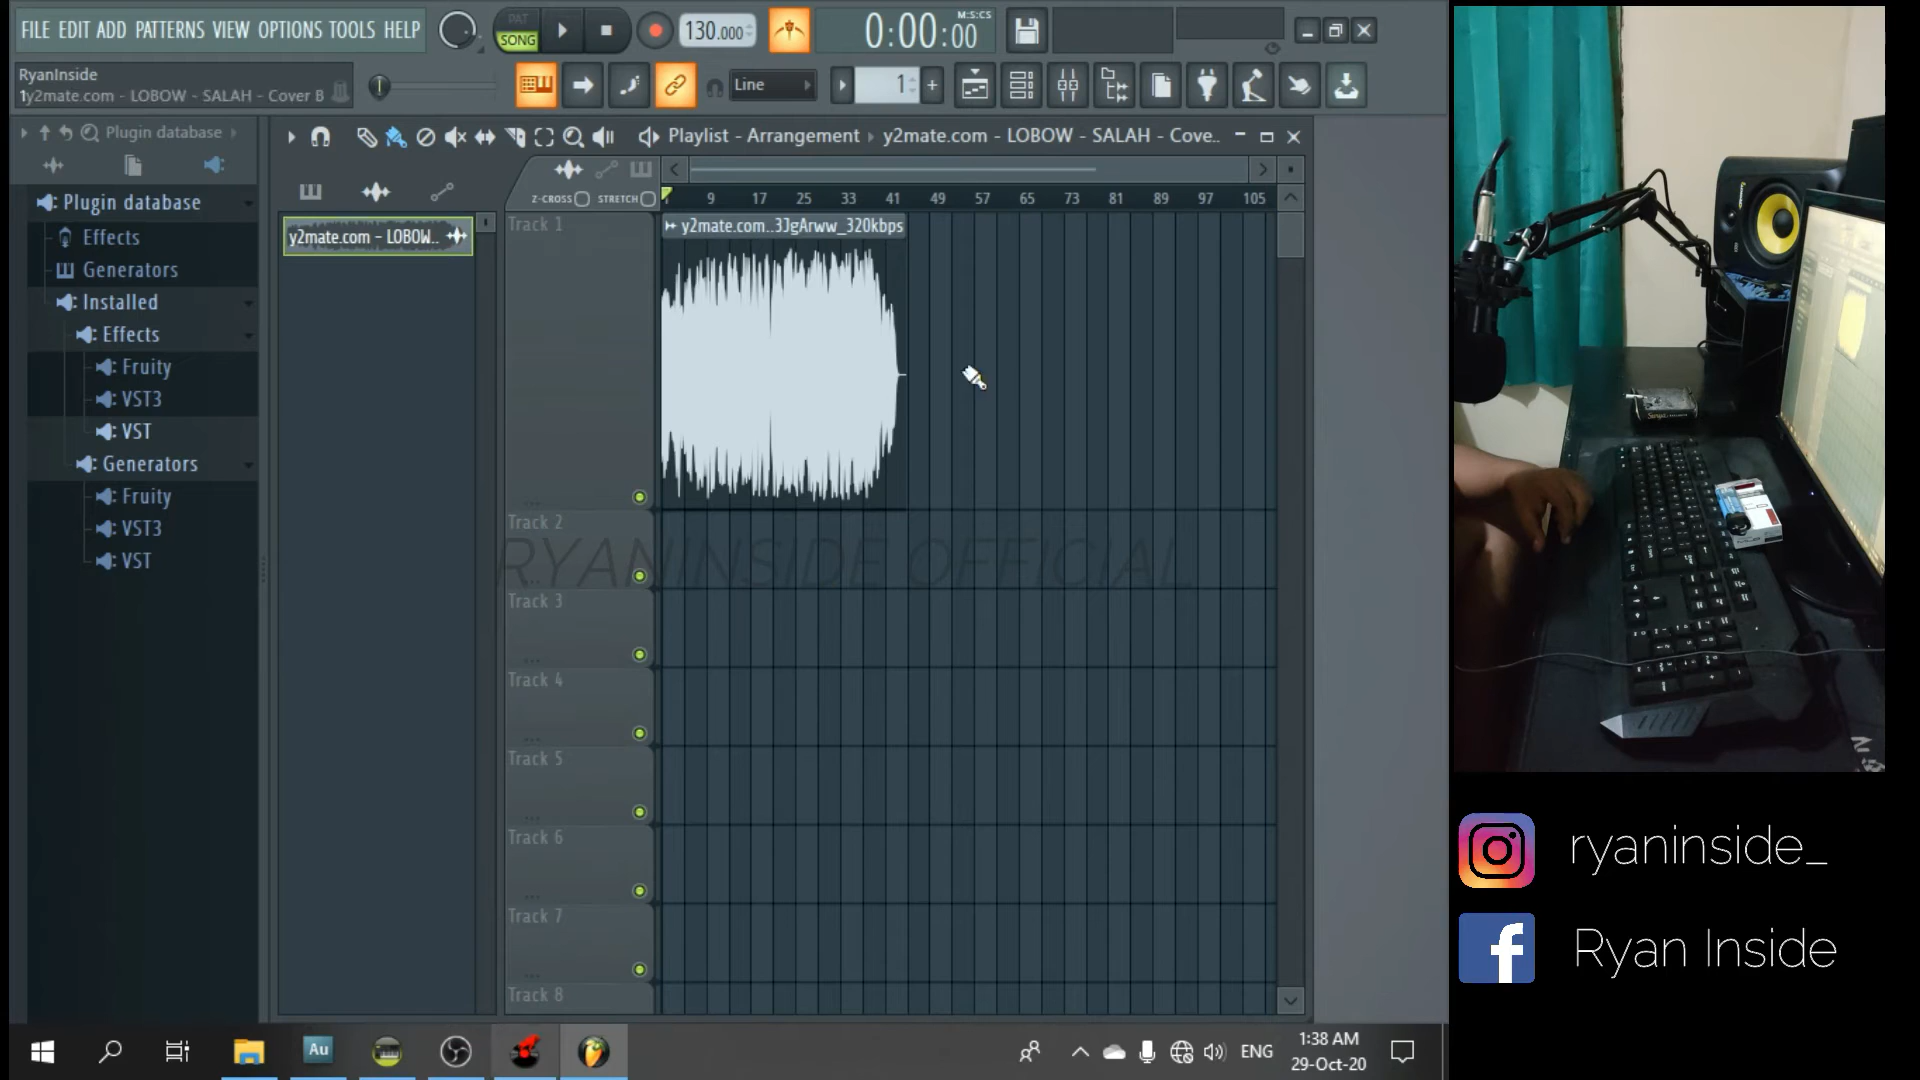 FILE EDIT ADD PATTERNS VIEW OPTIONS TOOLS HELP
PAT
SONG
130.000
M:S:CS
0:00:00
RyanInside
1y2mate.com - LOBOW - SALAH - Cover B
Line
1
Plugin database
Playlist - Arrangement
y2mate.com - LOBOW - SALAH - Cove..
Z-CROSS
STRETCH
9 17 25 33 41 49 57 65 73 81 89 97 105
Plugin database
Effects
Generators
Installed
Effects
Fruity
VST3
VST
Generators
Fruity
VST3
VST
y2mate.com - LOBOW..
Track 1
y2mate.com..3JgArww_320kbps
Track 2
RYANINSIDE OFFICIAL
Track 3
Track 4
Track 5
Track 6
Track 7
Track 8
ryaninside_
Ryan Inside
Au
ENG
1:38 AM
29-Oct-20